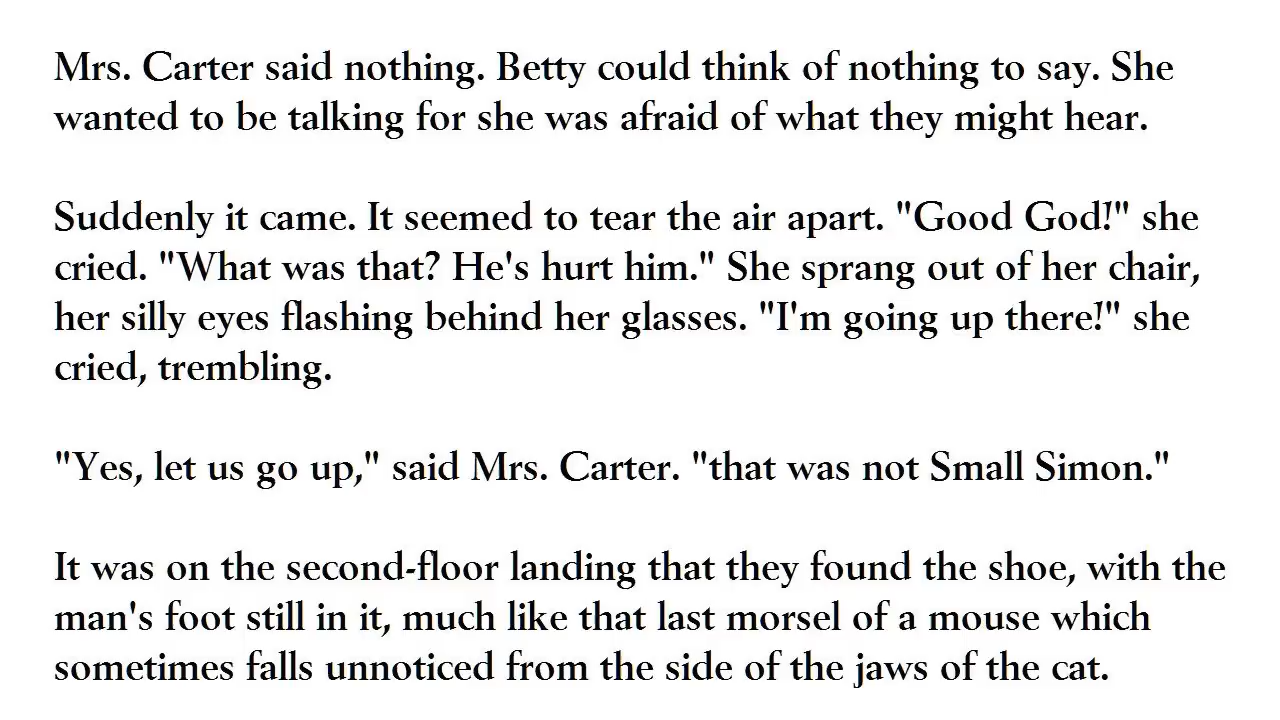 Mrs. Carter said nothing. Betty could think of nothing to say. She
wanted to be talking for she was afraid of what they might hear.
Suddenly it came. It seemed to tear the air apart. "Good God!" she
cried. "What was that? He's hurt him." She sprang out of her chair,
her silly eyes flashing behind her glasses. "I'm going up there!" she
cried, trembling.
"Yes, let us go up," said Mrs. Carter. "that was not Small Simon."
It was on the second-floor landing that they found the shoe, with the
man's foot still in it, much like that last morsel of a mouse which
sometimes falls unnoticed from the side of the jaws of the cat.